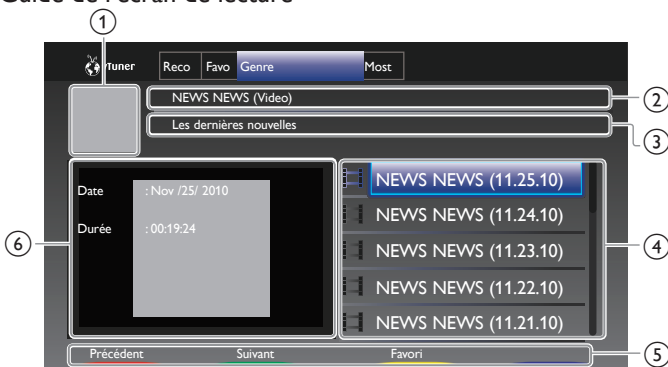 Guide de l'écran de lecture
1
vTuner Reco Favo Genre Most
NEWS NEWS (Video)
2
Les dernières nouvelles
3
Date : Nov /25/ 2010
Durée : 00:19:24
6
NEWS NEWS (11.25.10)
NEWS NEWS (11.24.10)
NEWS NEWS (11.23.10)
NEWS NEWS (11.22.10)
NEWS NEWS (11.21.10)
4
Précédent Suivant Favori
5